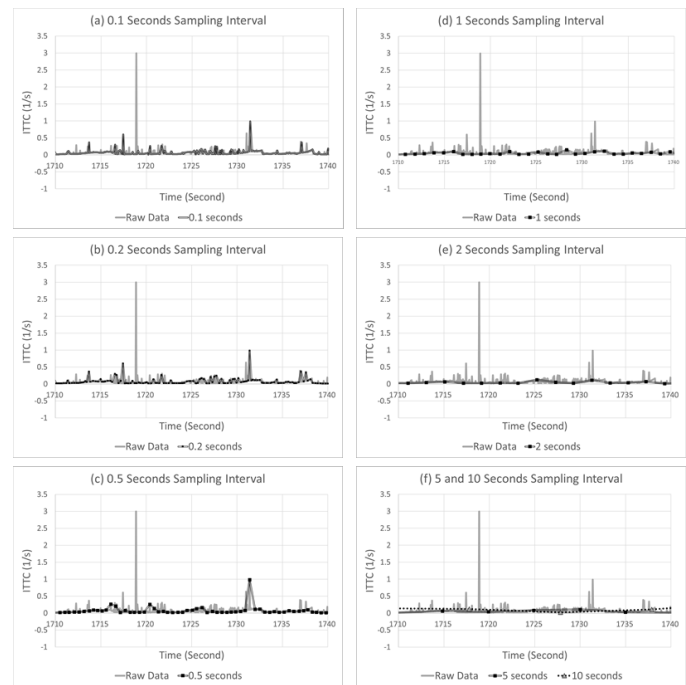 (a) 0.1 Seconds Sampling Interval
3.5
3
2.5
2
1.5
1
0.5
0
-0.5
-1
ITTC (1/s)
1710 1715 1720 1725 1730 1735 1740
Time (Second)
Raw Data 0.1 seconds
(d) 1 Seconds Sampling Interval
3.5
3
2.5
2
1.5
1
0.5
0
-0.5
-1
ITTC (1/s)
1710 1715 1720 1725 1730 1735 1740
Time (Second)
Raw Data 1 seconds
(b) 0.2 Seconds Sampling Interval
3.5
3
2.5
2
1.5
1
0.5
0
-0.5
-1
ITTC (1/s)
1710 1715 1720 1725 1730 1735 1740
Time (Second)
Raw Data 0.2 seconds
(e) 2 Seconds Sampling Interval
3.5
3
2.5
2
1.5
1
0.5
0
-0.5
-1
ITTC (1/s)
1710 1715 1720 1725 1730 1735 1740
Time (Second)
Raw Data 2 seconds
(c) 0.5 Seconds Sampling Interval
3.5
3
2.5
2
1.5
1
0.5
0
-0.5
-1
ITTC (1/s)
1710 1715 1720 1725 1730 1735 1740
Time (Second)
Raw Data 0.5 seconds
(f) 5 and 10 Seconds Sampling Interval
3.5
3
2.5
2
1.5
1
0.5
0
-0.5
-1
ITTC (1/s)
1710 1715 1720 1725 1730 1735 1740
Time (Second)
Raw Data 5 seconds 10 seconds